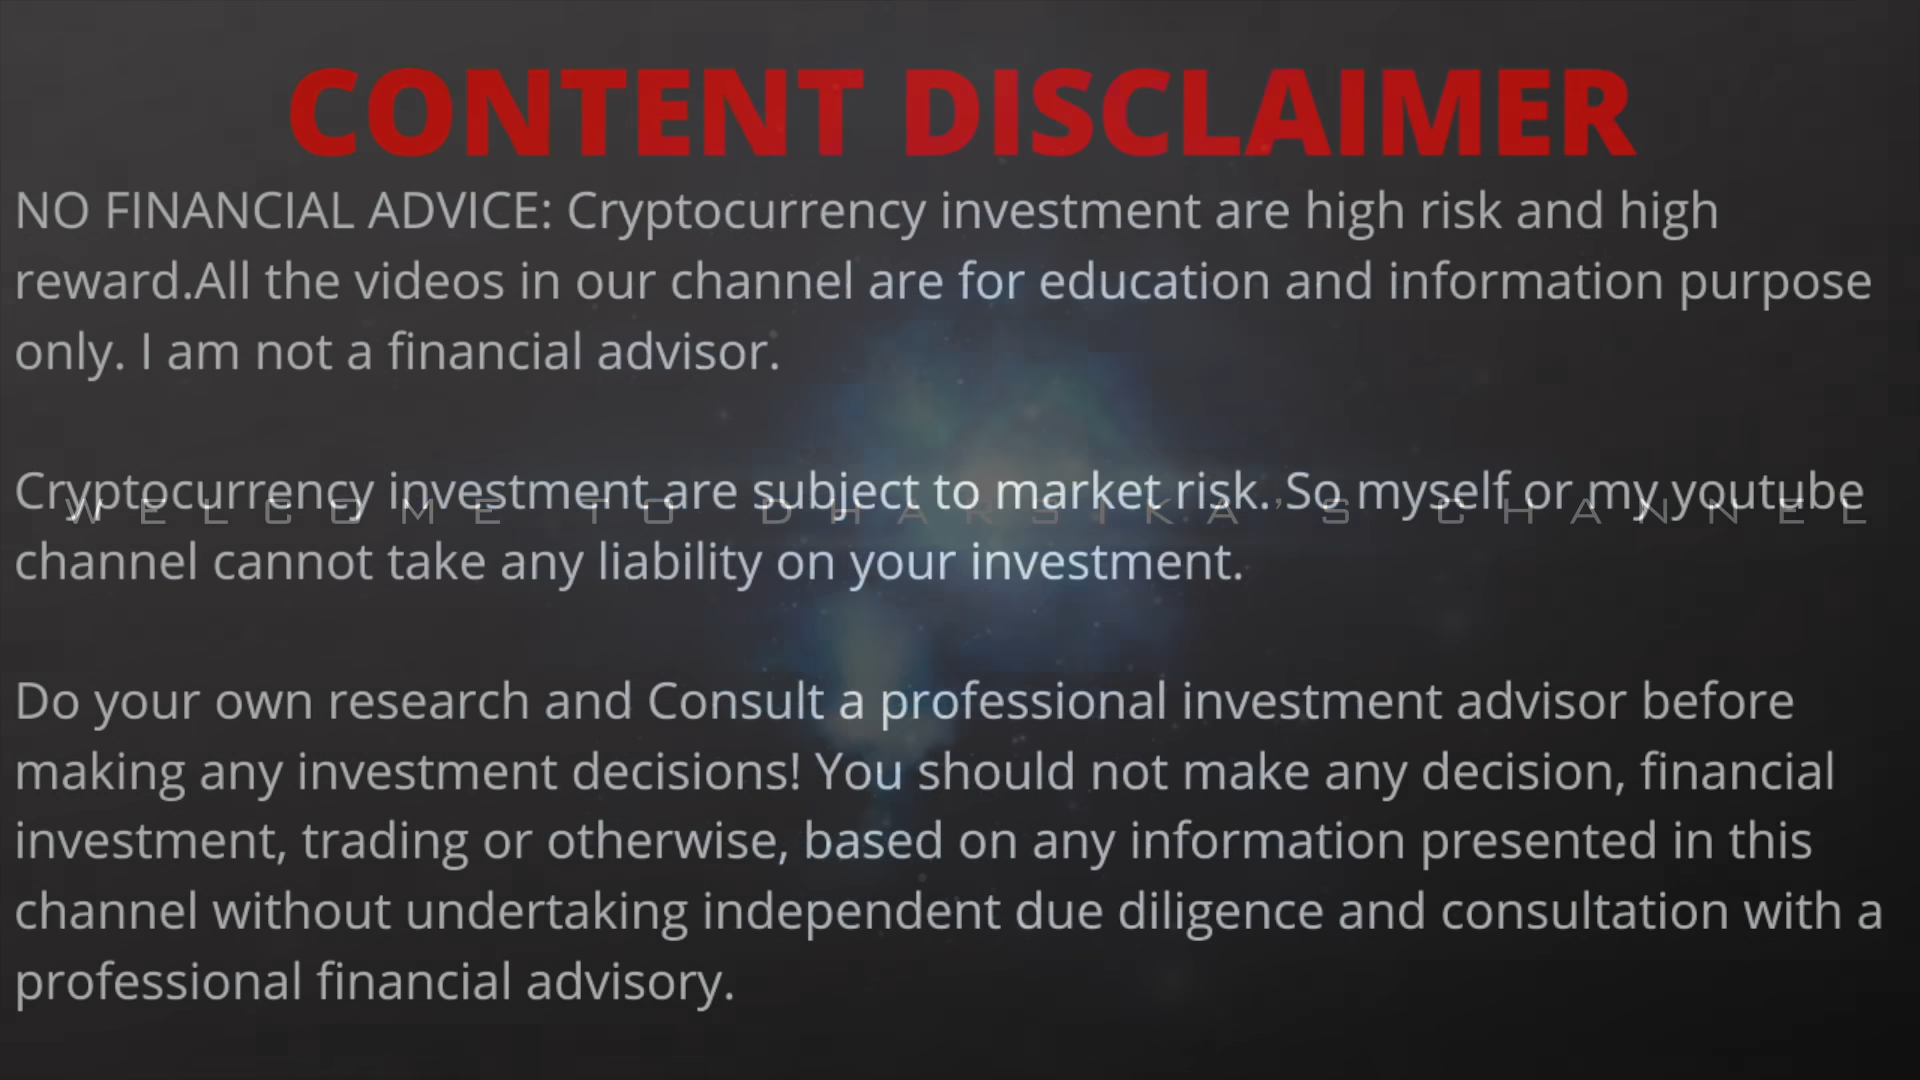 CONTENT DISCLAIMER
NO FINANCIAL ADVICE: Cryptocurrency investment are high risk and high
reward.All the videos in our channel are for education and information purpose
only. I am not a financial advisor.
Cryptocurrency investment are subject to market risk. So myself or my youtube
WELCOME TO DHARSIKA'S CHANNEL
channel cannot take any liability on your investment.
Do your own research and Consult a professional investment advisor before
making any investment decisions! You should not make any decision, financial
investment, trading or otherwise, based on any information presented in this
channel without undertaking independent due diligence and consultation with a
professional financial advisory.